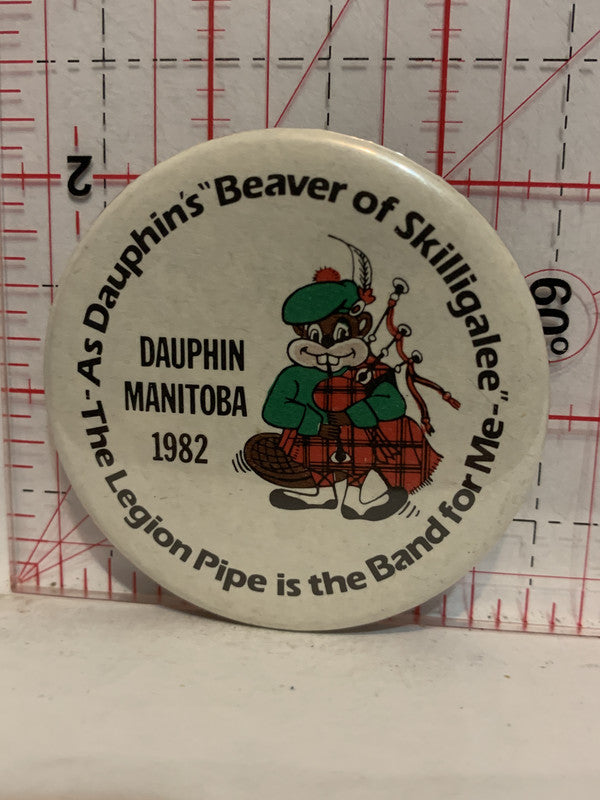 -As Dauphin's "Beaver of Skilligalee"
-The Legion Pipe is the Band for Me-
DAUPHIN
MANITOBA
1982
2
60°